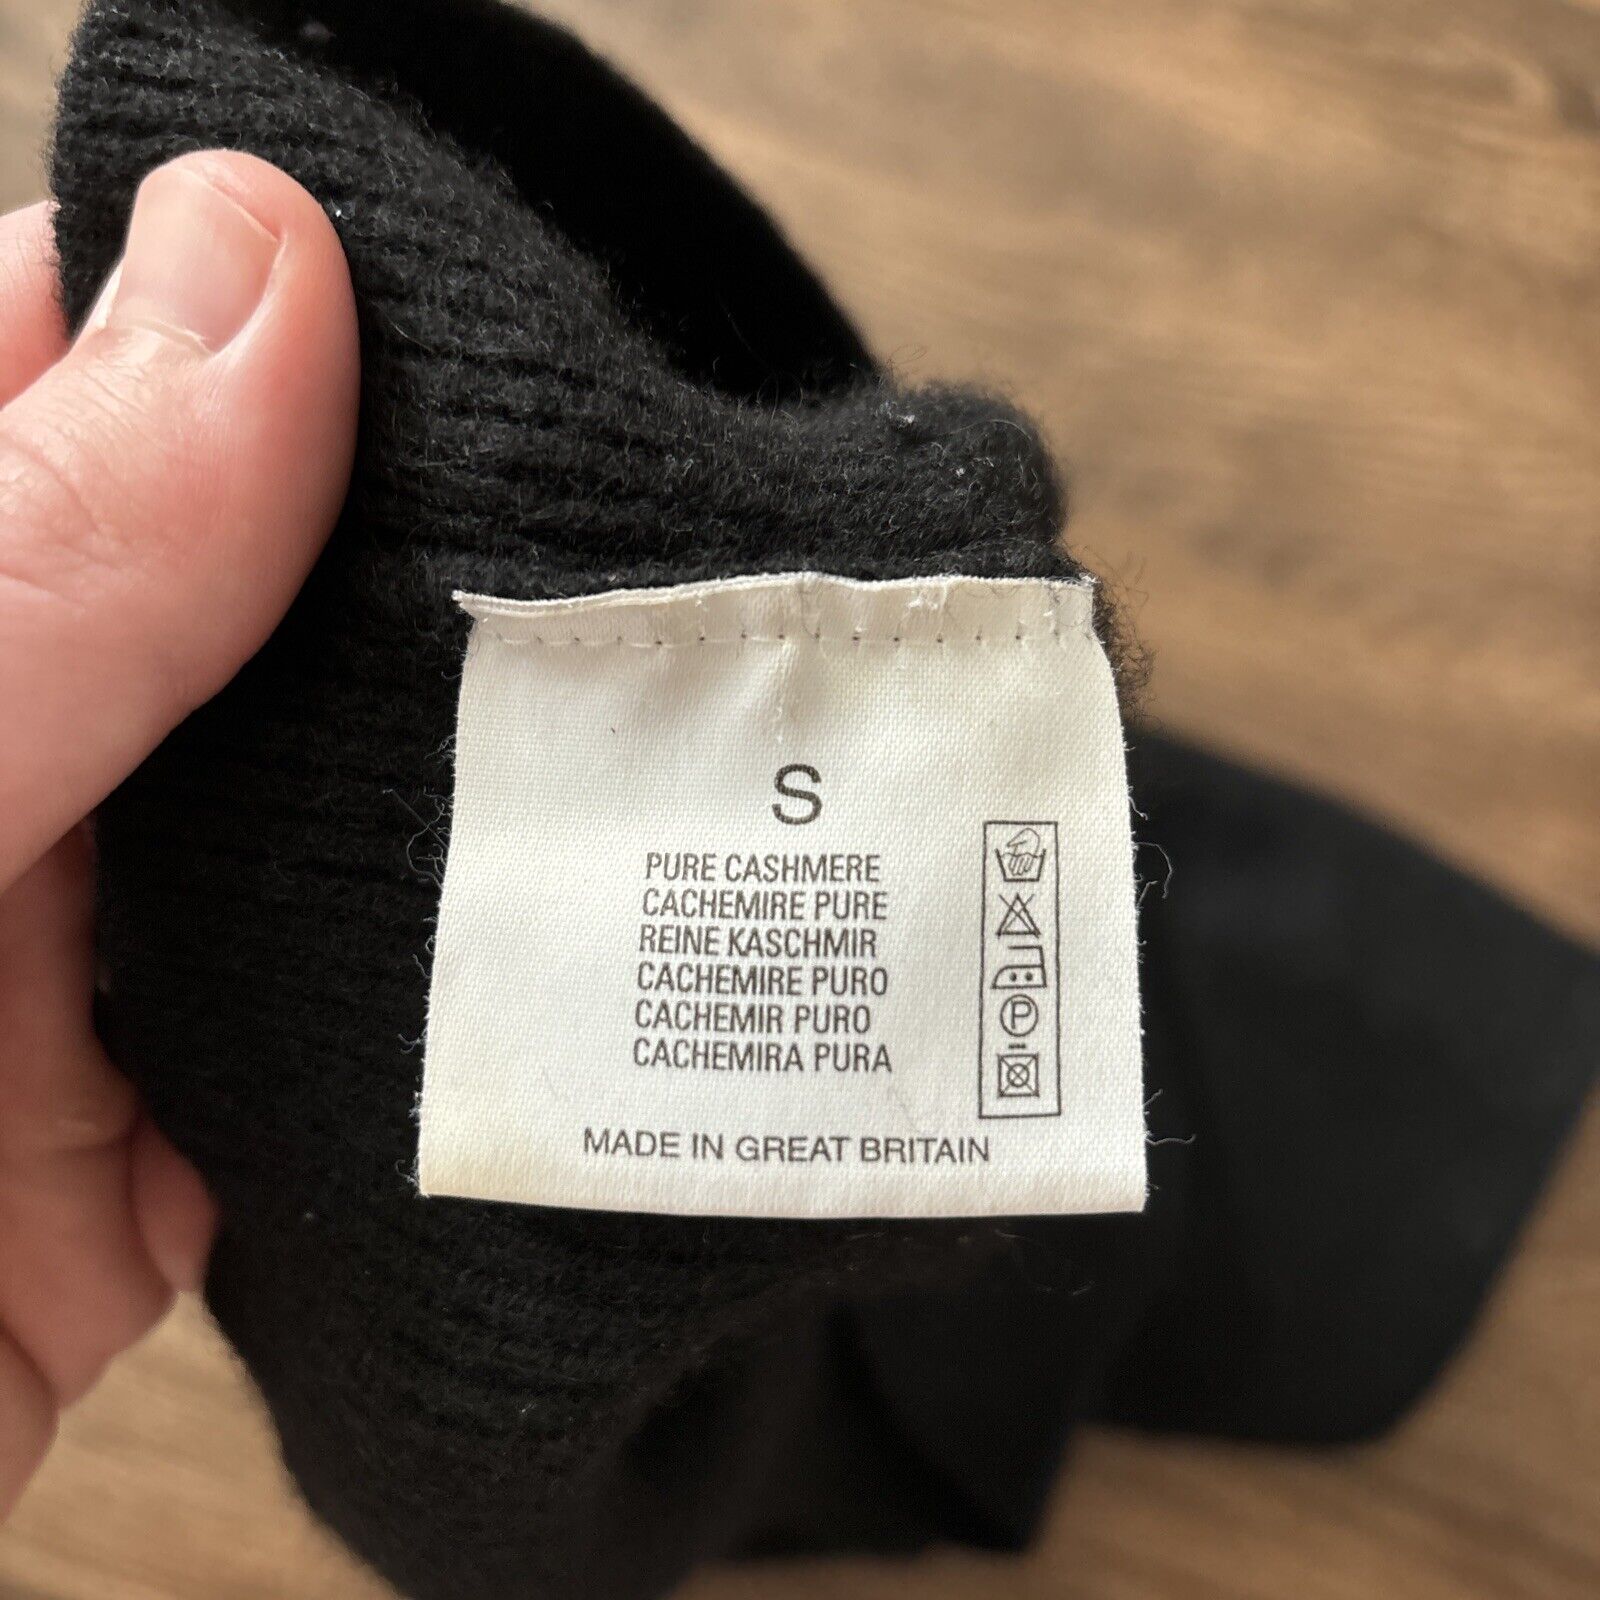 S
PURE CASHMERE
CACHEMIRE PURE
REINE KASCHMIR
CACHEMIRE PURO
CACHEMIR PURO
CACHEMIRA PURA
P
MADE IN GREAT BRITAIN